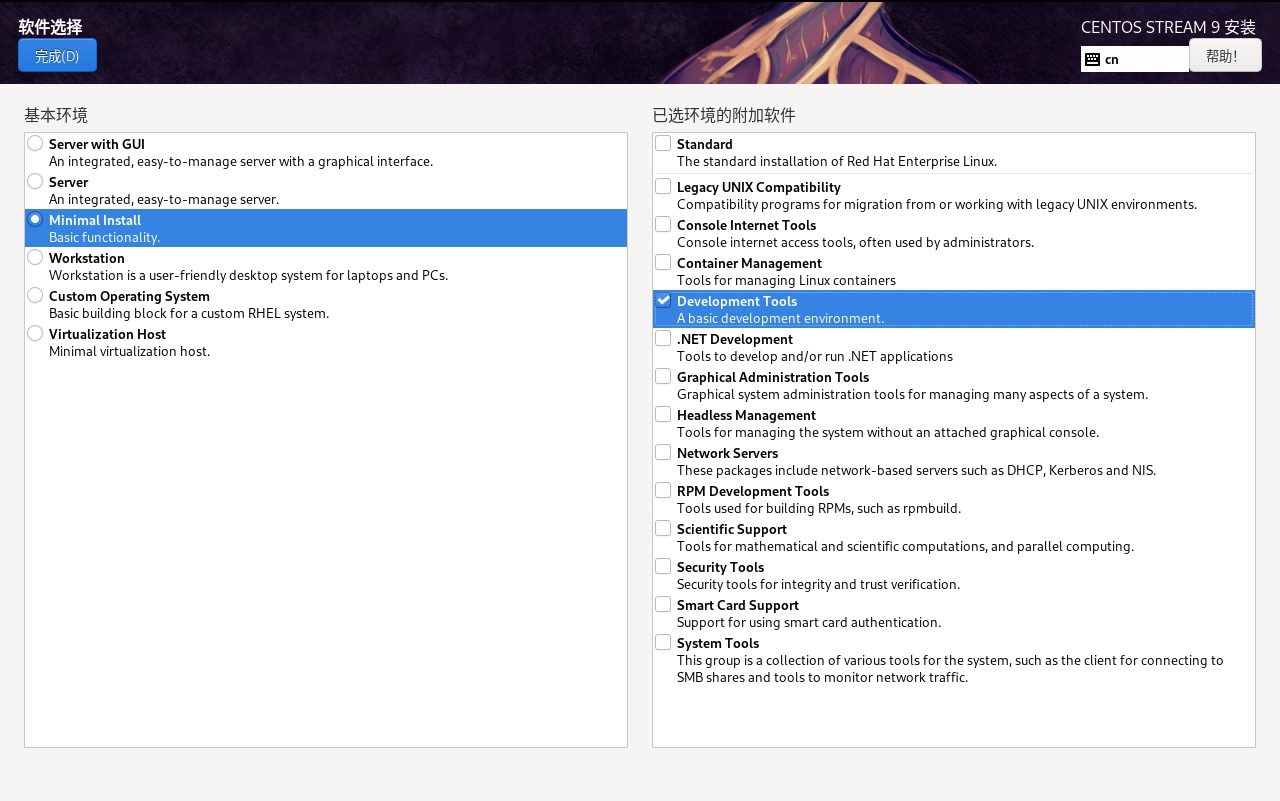 软件选择
完成(D)
CENTOS STREAM 9 安装
cn
帮助!
基本环境
Server with GUI
An integrated, easy-to-manage server with a graphical interface.
Server
An integrated, easy-to-manage server.
Minimal Install
Basic functionality.
Workstation
Workstation is a user-friendly desktop system for laptops and PCs.
Custom Operating System
Basic building block for a custom RHEL system.
Virtualization Host
Minimal virtualization host.
已选环境的附加软件
Standard
The standard installation of Red Hat Enterprise Linux.
Legacy UNIX Compatibility
Compatibility programs for migration from or working with legacy UNIX environments.
Console Internet Tools
Console internet access tools, often used by administrators.
Container Management
Tools for managing Linux containers
Development Tools
A basic development environment.
.NET Development
Tools to develop and/or run .NET applications
Graphical Administration Tools
Graphical system administration tools for managing many aspects of a system.
Headless Management
Tools for managing the system without an attached graphical console.
Network Servers
These packages include network-based servers such as DHCP, Kerberos and NIS.
RPM Development Tools
Tools used for building RPMs, such as rpmbuild.
Scientific Support
Tools for mathematical and scientific computations, and parallel computing.
Security Tools
Security tools for integrity and trust verification.
Smart Card Support
Support for using smart card authentication.
System Tools
This group is a collection of various tools for the system, such as the client for connecting to
SMB shares and tools to monitor network traffic.